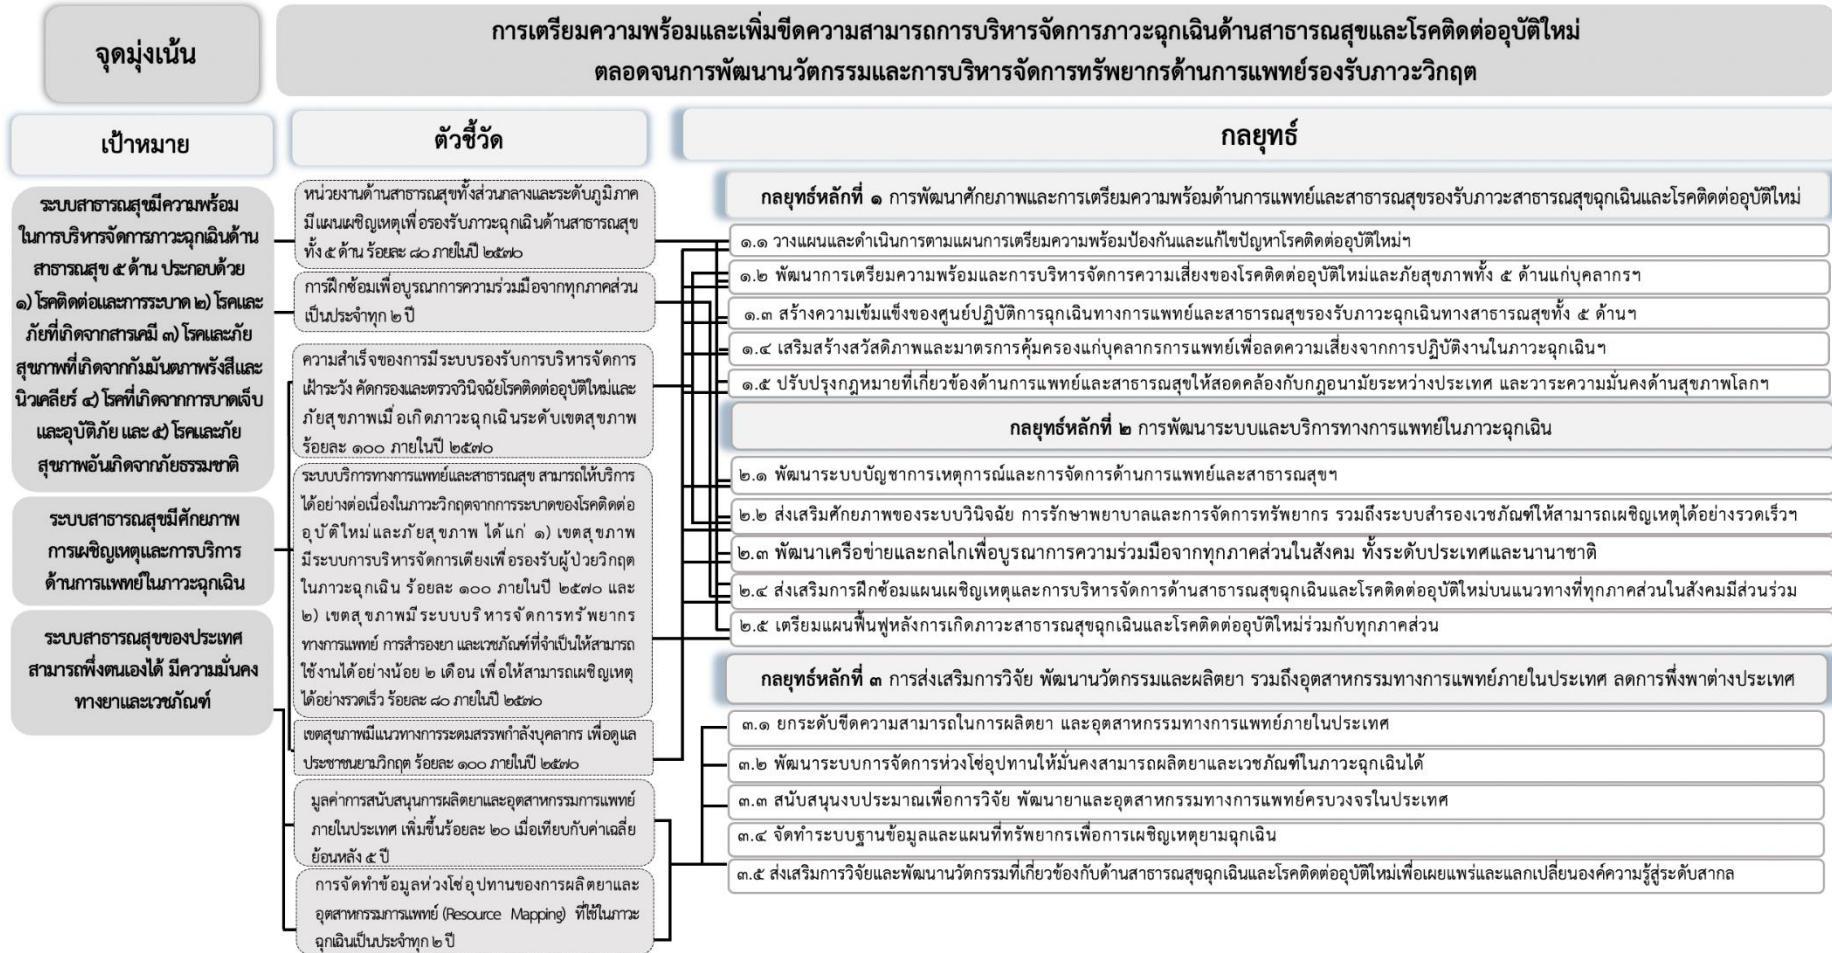 จุดมุ่งเน้น
การเตรียมความพร้อมและเพิ่มขีดความสามารถการบริหารจัดการภาวะฉุกเฉินด้านสาธารณสุขและโรคติดต่ออุบัติใหม่
ตลอดจนการพัฒนานวัตกรรมและการบริหารจัดการทรัพยากรด้านการแพทย์รองรับภาวะวิกฤต
เป้าหมาย
ระบบสาธารณสุขมีความพร้อม
ในการบริหารจัดการภาวะฉุกเฉินด้าน
สาธารณสุข ๕ ด้าน ประกอบด้วย
๑) โรคติดต่อและการระบาด ๒) โรคและ
ภัยที่เกิดจากสารเคมี ๓) โรคและภัย
สุขภาพที่เกิดจากกัมมันตภาพรังสีและ
นิวเคลียร์ ๔) โรคที่เกิดจากการบาดเจ็บ
และอุบัติภัย และ ๕) โรคและภัย
สุขภาพอันเกิดจากภัยธรรมชาติ
ระบบสาธารณสุขมีศักยภาพ
การเผชิญเหตุและการบริการ
ด้านการแพทย์ในภาวะฉุกเฉิน
ระบบสาธารณสุขของประเทศ
สามารถพึ่งตนเองได้ มีความมั่นคง
ทางยาและเวชภัณฑ์
ตัวชี้วัด
หน่วยงานด้านสาธารณสุขทั้งส่วนกลางและระดับภูมิภาค
มีแผนเผชิญเหตุเพื่อรองรับภาวะฉุกเฉินด้านสาธารณสุข
ทั้ง ๕ ด้าน ร้อยละ ๘๐ ภายในปี ๒๕๗๐
การฝึกซ้อมเพื่อบูรณาการความร่วมมือจากทุกภาคส่วน
เป็นประจำทุก ๒ ปี
ความสำเร็จของการมีระบบรองรับการบริหารจัดการ
เฝ้าระวัง คัดกรองและตรวจวินิจฉัยโรคติดต่ออุบัติใหม่และ
ภัยสุขภาพเมื่อเกิดภาวะฉุกเฉินระดับเขตสุขภาพ
ร้อยละ ๑๐๐ ภายในปี ๒๕๗๐
ระบบบริการทางการแพทย์และสาธารณสุข สามารถให้บริการ
ได้อย่างต่อเนื่องในภาวะวิกฤตจากการระบาดของโรคติดต่อ
อุบัติใหม่และภัยสุขภาพ ได้แก่ ๑) เขตสุขภาพ
มีระบบการบริหารจัดการเตียงเพื่อรองรับผู้ป่วยวิกฤต
ในภาวะฉุกเฉิน ร้อยละ ๑๐๐ ภายในปี ๒๕๗๐ และ
๒) เขตสุขภาพมีระบบบริหารจัดการทรัพยากร
ทางการแพทย์ การสำรองยา และเวชภัณฑ์ที่จำเป็นให้สามารถ
ใช้งานได้อย่างน้อย ๒ เดือน เพื่อให้สามารถเผชิญเหตุ
ได้อย่างรวดเร็ว ร้อยละ ๘๐ ภายในปี ๒๕๗๐
เขตสุขภาพมีแนวทางการระดมสรรพกำลังบุคลากร เพื่อดูแล
ประชาชนยามวิกฤต ร้อยละ ๑๐๐ ภายในปี ๒๕๗๐
มูลค่าการสนับสนุนการผลิตยาและอุตสาหกรรมการแพทย์
ภายในประเทศ เพิ่มขึ้นร้อยละ ๒๐ เมื่อเทียบกับค่าเฉลี่ย
ย้อนหลัง ๕ ปี
การจัดทำข้อมูลห่วงโซ่อุปทานของการผลิตยาและ
อุตสาหกรรมการแพทย์ (Resource Mapping) ที่ใช้ในภาวะ
ฉุกเฉินเป็นประจำทุก ๒ ปี
กลยุทธ์
กลยุทธ์หลักที่ ๑ การพัฒนาศักยภาพและการเตรียมความพร้อมด้านการแพทย์และสาธารณสุขรองรับภาวะสาธารณสุขฉุกเฉินและโรคติดต่ออุบัติใหม่
๑.๑ วางแผนและดำเนินการตามแผนการเตรียมความพร้อมป้องกันและแก้ไขปัญหาโรคติดต่ออุบัติใหม่ฯ
๑.๒ พัฒนาการเตรียมความพร้อมและการบริหารจัดการความเสี่ยงของโรคติดต่ออุบัติใหม่และภัยสุขภาพทั้ง ๕ ด้านแก่บุคลากรฯ
๑.๓ สร้างความเข้มแข็งของศูนย์ปฏิบัติการฉุกเฉินทางการแพทย์และสาธารณสุขรองรับภาวะฉุกเฉินทางสาธารณสุขทั้ง ๕ ด้านฯ
๑.๔ เสริมสร้างสวัสดิภาพและมาตรการคุ้มครองแก่บุคลากรการแพทย์เพื่อลดความเสี่ยงจากการปฏิบัติงานในภาวะฉุกเฉินฯ
๑.๕ ปรับปรุงกฎหมายที่เกี่ยวข้องด้านการแพทย์และสาธารณสุขให้สอดคล้องกับกฎอนามัยระหว่างประเทศ และวาระความมั่นคงด้านสุขภาพโลกฯ
กลยุทธ์หลักที่ ๒ การพัฒนาระบบและบริการทางการแพทย์ในภาวะฉุกเฉิน
๒.๑ พัฒนาระบบบัญชาการเหตุการณ์และการจัดการด้านการแพทย์และสาธารณสุขฯ
๒.๒ ส่งเสริมศักยภาพของระบบวินิจฉัย การรักษาพยาบาลและการจัดการทรัพยากร รวมถึงระบบสำรองเวชภัณฑ์ให้สามารถเผชิญเหตุได้อย่างรวดเร็วฯ
๒.๓ พัฒนาเครือข่ายและกลไกเพื่อบูรณาการความร่วมมือจากทุกภาคส่วนในสังคม ทั้งระดับประเทศและนานาชาติ
๒.๔ ส่งเสริมการฝึกซ้อมแผนเผชิญเหตุและการบริหารจัดการด้านสาธารณสุขฉุกเฉินและโรคติดต่ออุบัติใหม่บนแนวทางที่ทุกภาคส่วนในสังคมมีส่วนร่วม
๒.๕ เตรียมแผนฟื้นฟูหลังการเกิดภาวะสาธารณสุขฉุกเฉินและโรคติดต่ออุบัติใหม่ร่วมกับทุกภาคส่วน
กลยุทธ์หลักที่ ๓ การส่งเสริมการวิจัย พัฒนานวัตกรรมและผลิตยา รวมถึงอุตสาหกรรมทางการแพทย์ภายในประเทศ ลดการพึ่งพาต่างประเทศ
๓.๑ ยกระดับขีดความสามารถในการผลิตยา และอุตสาหกรรมทางการแพทย์ภายในประเทศ
๓.๒ พัฒนาระบบการจัดการห่วงโซ่อุปทานให้มั่นคงสามารถผลิตยาและเวชภัณฑ์ในภาวะฉุกเฉินได้
๓.๓ สนับสนุนงบประมาณเพื่อการวิจัย พัฒนายาและอุตสาหกรรมทางการแพทย์ครบวงจรในประเทศ
๓.๔ จัดทำระบบฐานข้อมูลและแผนที่ทรัพยากรเพื่อการเผชิญเหตุยามฉุกเฉิน
๓.๕ ส่งเสริมการวิจัยและพัฒนานวัตกรรมที่เกี่ยวข้องกับด้านสาธารณสุขฉุกเฉินและโรคติดต่ออุบัติใหม่เพื่อเผยแพร่และแลกเปลี่ยนองค์ความรู้สู่ระดับสากล